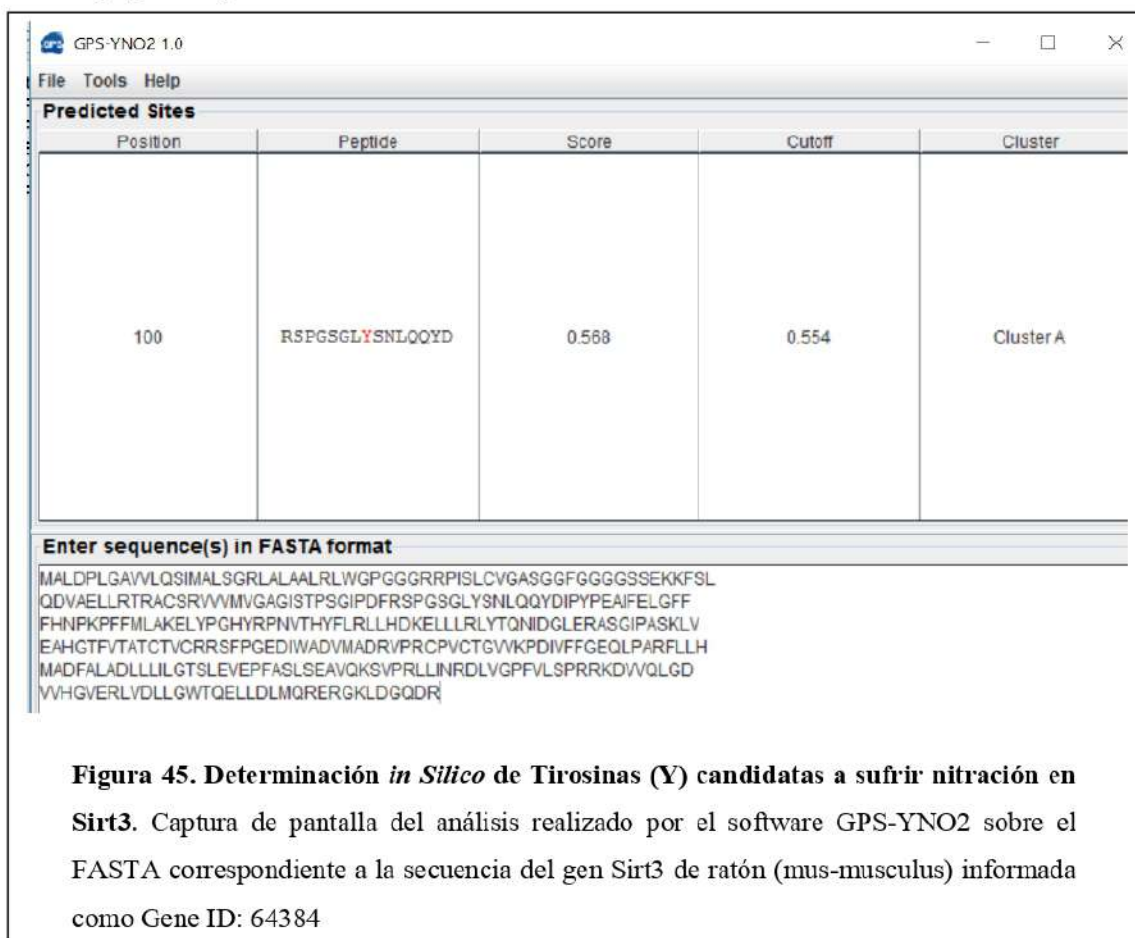 GPS GPS-YNO2 1.0
File Tools Help
Predicted Sites
Position Peptide Score Cutoff Cluster
100 RSPGSGLYSNLQQYD 0.568 0.554 Cluster A
Enter sequence(s) in FASTA format
MALDPLGAVVLQSIMALSGRLALAALRLWGPGGGRRPISLCVGASGGFGGGGSSEKKFSL
QDVAELLRTRACSRVVVMVGAGISTPSGIPDFRSPGSGLYSNLQQYDIPYPEAIFELGFF
FHNPKPFFMLAKELYPGHYRPNVTHYFLRLLHDKELLLRLYTQNIDGLERASGIPASKLV
EAHGTFVTATCTVCRRSFPGEDIWADVMADRVPRCPVCTGVVKPDIVFFGEQLPARFLLH
MADFALADLLLILGTSLEVEPFASLSEAVQKSVPRLLINRDLVGPFVLSPRRKDVVQLGD
VVHGVERLVDLLGWTQELLDLMQRERGKLDGQDR
Figura 45. Determinación in Silico de Tirosinas (Y) candidatas a sufrir nitración en
Sirt3. Captura de pantalla del análisis realizado por el software GPS-YNO2 sobre el
FASTA correspondiente a la secuencia del gen Sirt3 de ratón (mus-musculus) informada
como Gene ID: 64384